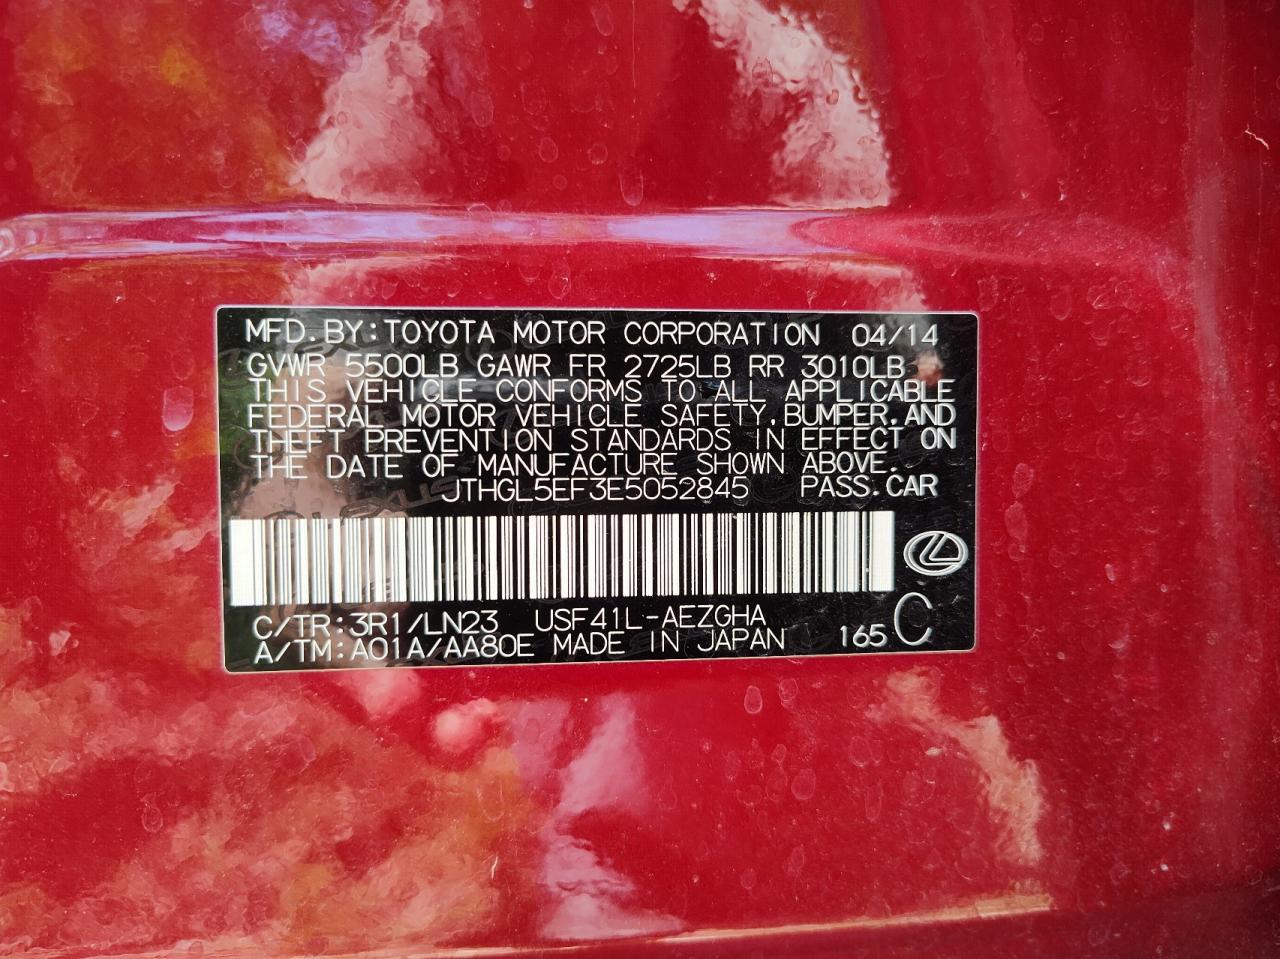 MFD. BY: TOYOTA MOTOR CORPORATION 04/14
GVWR 5500LB GAWR FR 2725LB RR 3010LB
THIS VEHICLE CONFORMS TO ALL APPLICABLE
FEDERAL MOTOR VEHICLE SAFETY, BUMPER, AND
THEFT PREVENTION STANDARDS IN EFFECT ON
THE DATE OF MANUFACTURE SHOWN ABOVE.
JTHGL5EF3E5052845 PASS. CAR
C/TR: 3R1/LN23 USF41L-AEZGHA
A/TM: A01A/AA80E MADE IN JAPAN 165 C